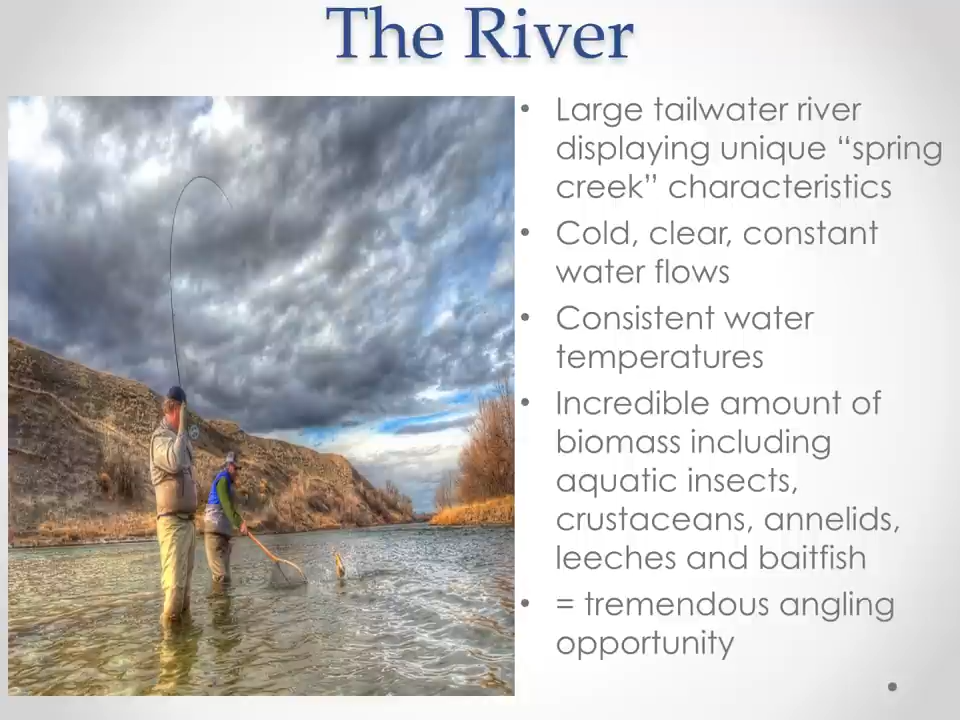 The River
• Large tailwater river
displaying unique “spring
creek” characteristics
• Cold, clear, constant
water flows
• Consistent water
temperatures
• Incredible amount of
biomass including
aquatic insects,
crustaceans, annelids,
leeches and baitfish
• = tremendous angling
opportunity